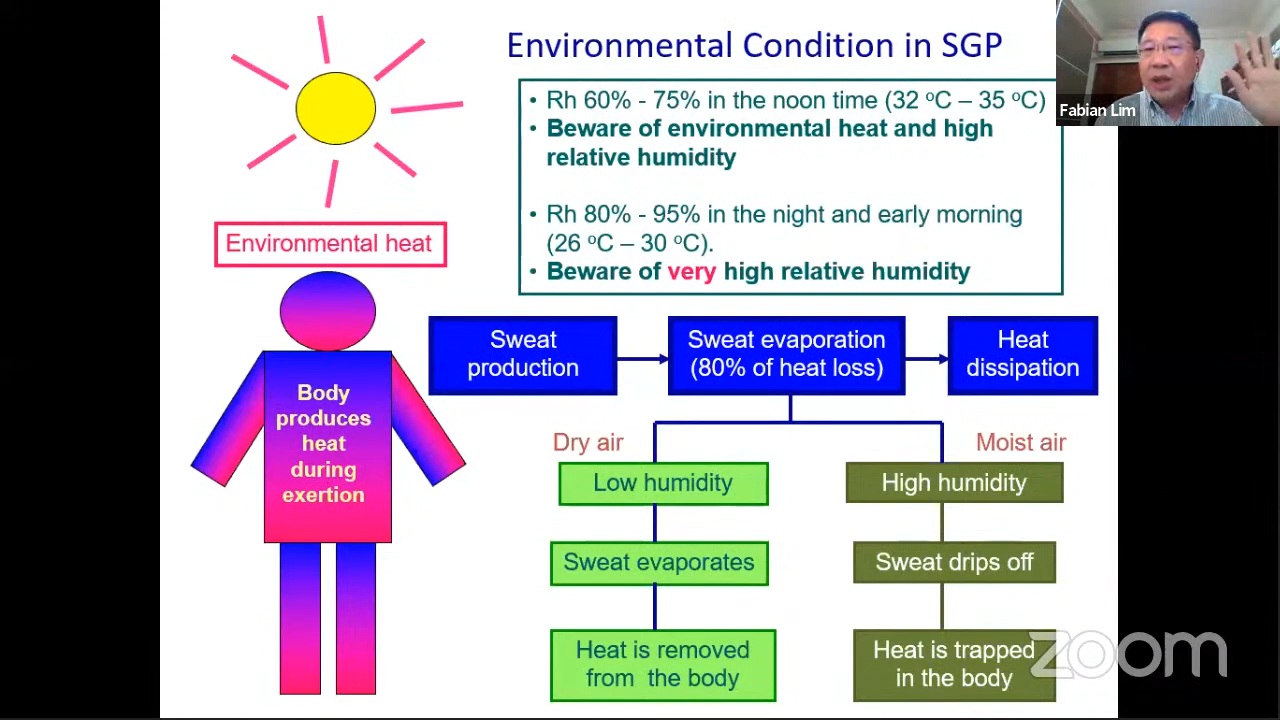 Environmental Condition in SGP
• Rh 60% - 75% in the noon time (32 ºC – 35 ºC)
• Beware of environmental heat and high
relative humidity
• Rh 80% - 95% in the night and early morning
(26 ºC – 30 ºC).
• Beware of very high relative humidity
Fabian Lim
Environmental heat
Body
produces
heat
during
exertion
Sweat
production
Sweat evaporation
(80% of heat loss)
Heat
dissipation
Dry air
Moist air
Low humidity
High humidity
Sweat evaporates
Sweat drips off
Heat is removed
from the body
Heat is trapped
in the body
zoom